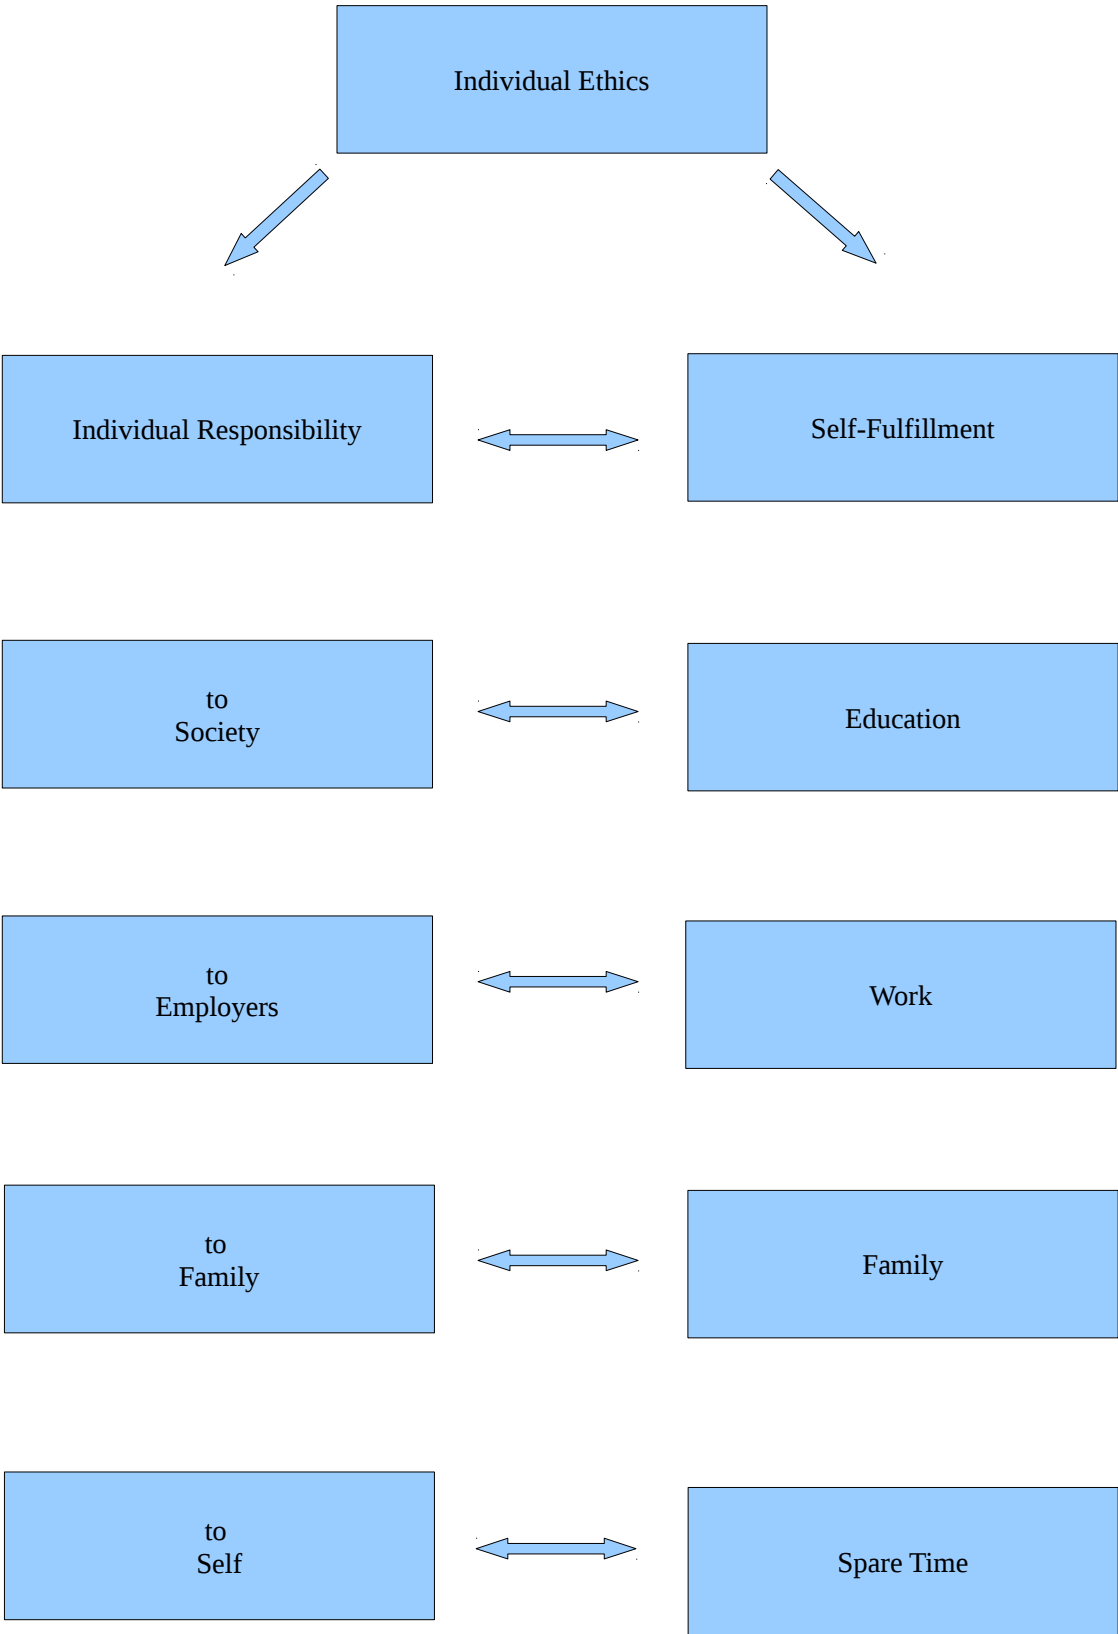 Individual Ethics
Individual Responsibility
Self-Fulfillment
to
Society
Education
to
Employers
Work
to
Family
Family
to
Self
Spare Time